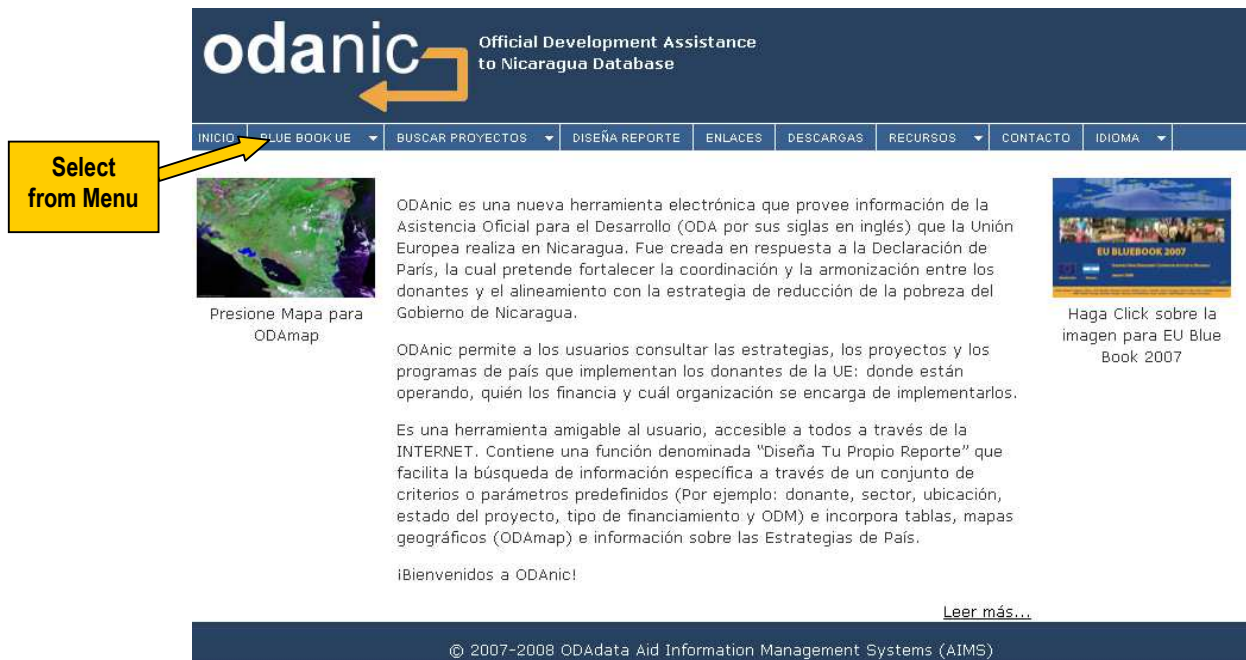 odanic
Official Development Assistance
to Nicaragua Database
INICIO BLUE BOOK UE BUSCAR PROYECTOS DISEÑA REPORTE ENLACES DESCARGAS RECURSOS CONTACTO IDIOMA
Select
from Menu
Presione Mapa para
ODAmap
ODAnic es una nueva herramienta electrónica que provee información de la
Asistencia Oficial para el Desarrollo (ODA por sus siglas en inglés) que la Unión
Europea realiza en Nicaragua. Fue creada en respuesta a la Declaración de
París, la cual pretende fortalecer la coordinación y la armonización entre los
donantes y el alineamiento con la estrategia de reducción de la pobreza del
Gobierno de Nicaragua.
ODAnic permite a los usuarios consultar las estrategias, los proyectos y los
programas de país que implementan los donantes de la UE: donde están
operando, quién los financia y cuál organización se encarga de implementarlos.
Es una herramienta amigable al usuario, accesible a todos a través de la
INTERNET. Contiene una función denominada “Diseña Tu Propio Reporte” que
facilita la búsqueda de información específica a través de un conjunto de
criterios o parámetros predefinidos (Por ejemplo: donante, sector, ubicación,
estado del proyecto, tipo de financiamiento y ODM) e incorpora tablas, mapas
geográficos (ODAmap) e información sobre las Estrategias de País.
¡Bienvenidos a ODAnic!
Leer más...
EU BLUEBOOK 2007
Haga Click sobre la
imagen para EU Blue
Book 2007
© 2007-2008 ODAdata Aid Information Management Systems (AIMS)